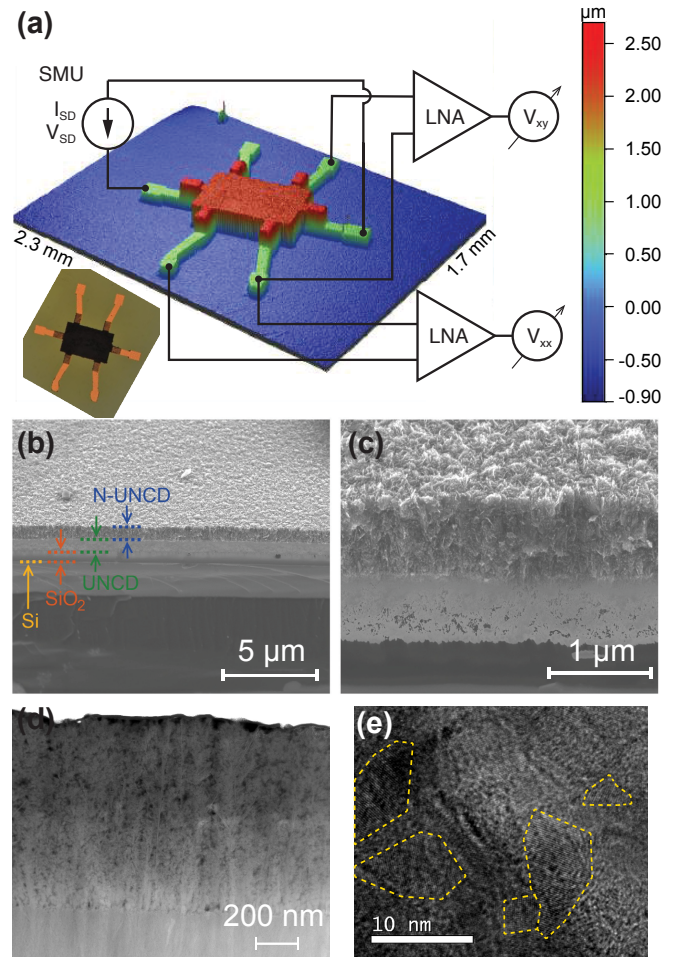 (a)
µm
SMU
I_SD
V_SD
LNA
V_xy
2.50
2.00
1.50
1.00
0.50
0.00
-0.50
-0.90
2.3 mm
1.7 mm
LNA
V_xx
(b)
N-UNCD
UNCD
SiO₂
Si
5 µm
(c)
1 µm
(d)
200 nm
(e)
10 nm